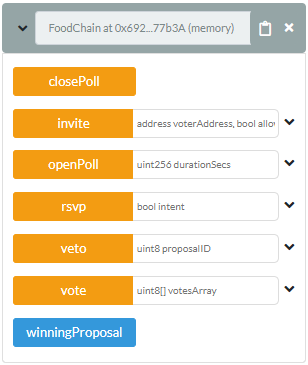 FoodChain at 0x692...77b3A (memory)
closePoll
invite address voterAddress, bool allow
openPoll uint256 durationSecs
rsvp bool intent
veto uint8 proposalID
vote uint8[] votesArray
winningProposal